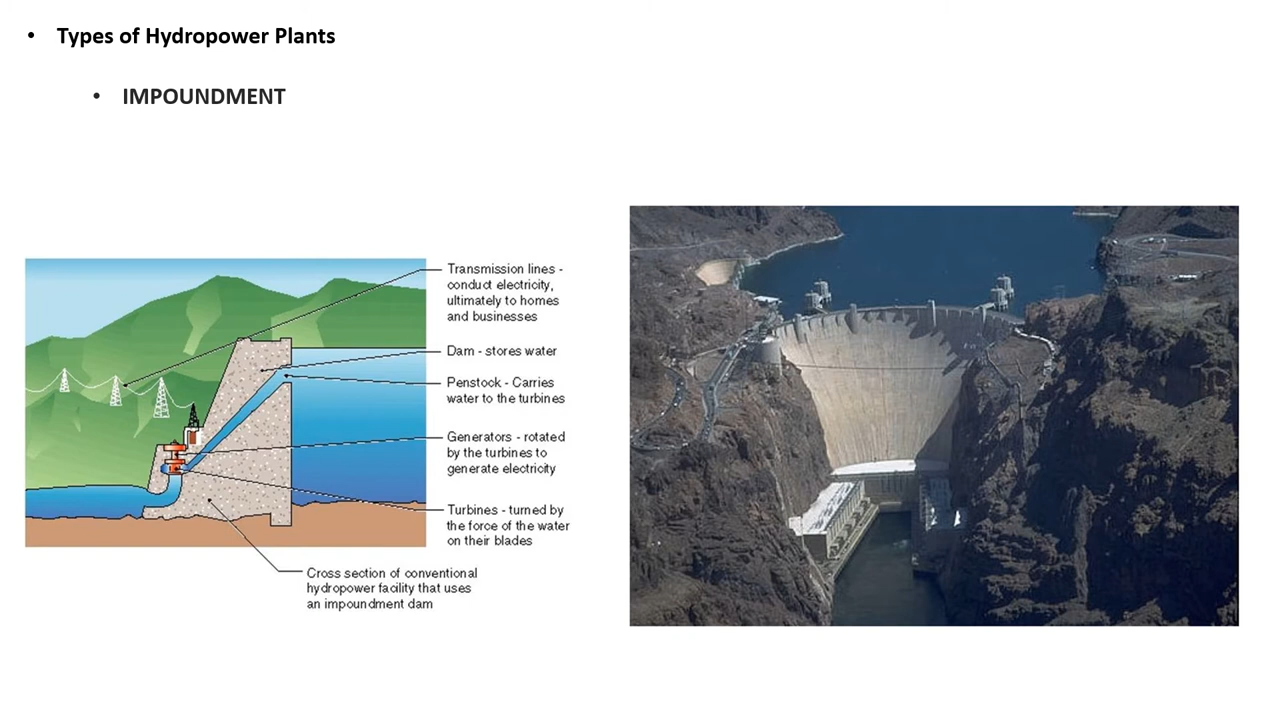 • Types of Hydropower Plants
• IMPOUNDMENT
Transmission lines -
conduct electricity,
ultimately to homes
and businesses
Dam - stores water
Penstock - Carries
water to the turbines
Generators - rotated
by the turbines to
generate electricity
Turbines - turned by
the force of the water
on their blades
Cross section of conventional
hydropower facility that uses
an impoundment dam